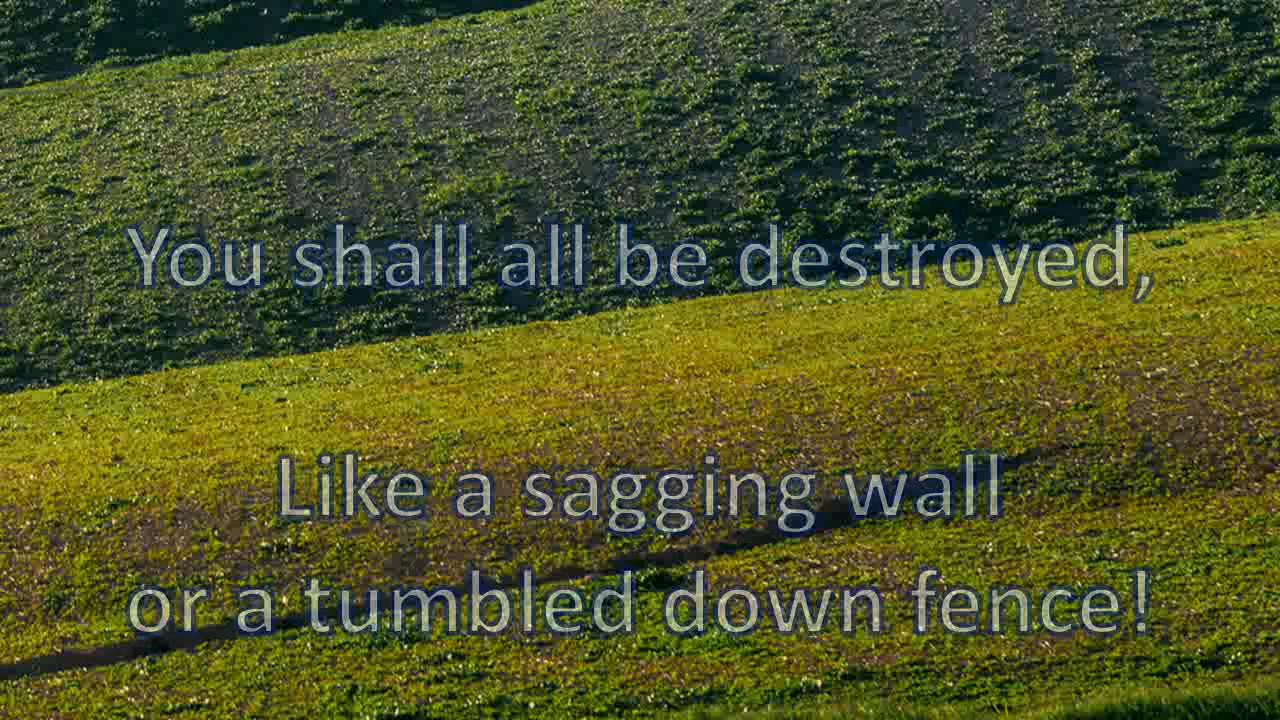 You shall all be destroyed,
Like a sagging wall
or a tumbled down fence!